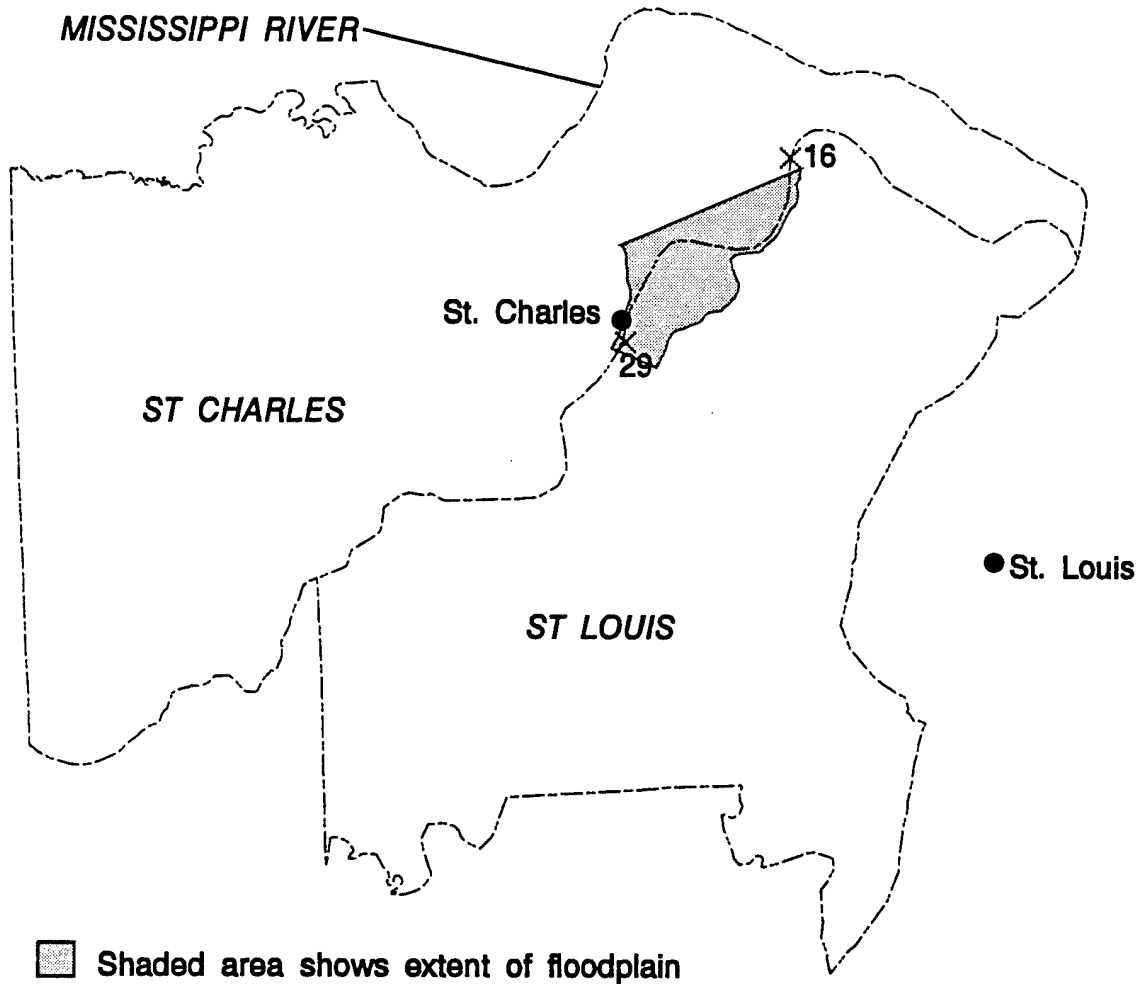 MISSISSIPPI RIVER
16
St. Charles
29
ST CHARLES
St. Louis
ST LOUIS
Shaded area shows extent of floodplain